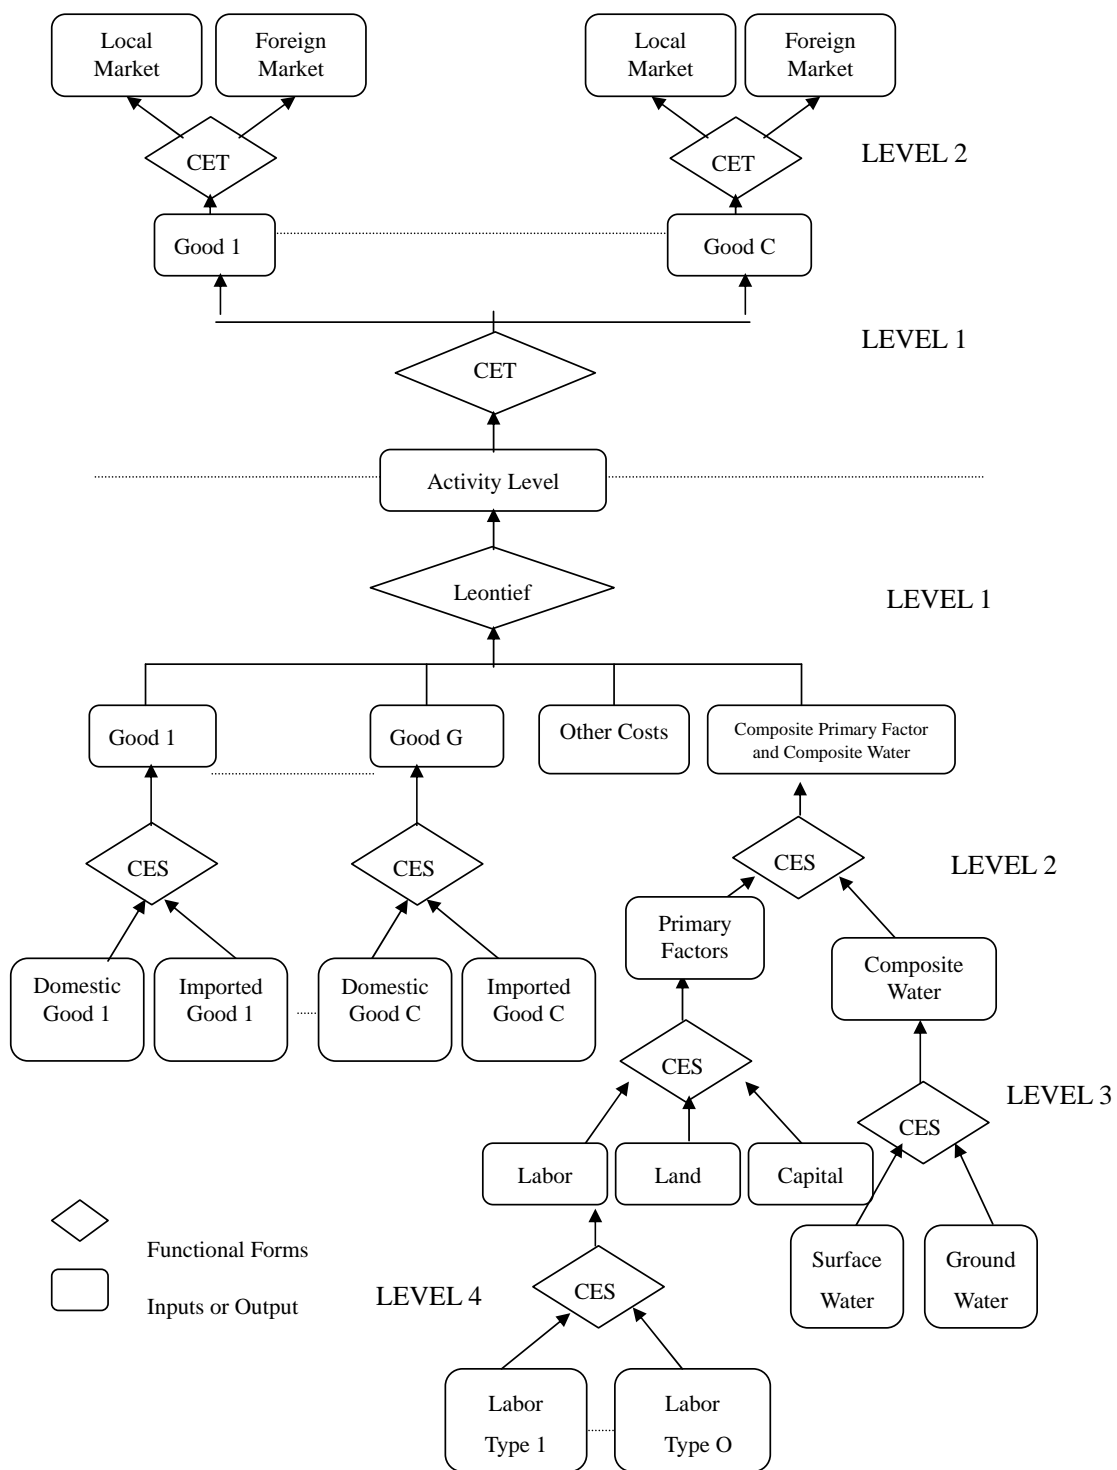 Local
Market
Foreign
Market
Local
Market
Foreign
Market
CET
CET
LEVEL 2
Good 1
Good C
LEVEL 1
CET
Activity Level
Leontief
LEVEL 1
Good 1
Good G
Other Costs
Composite Primary Factor
and Composite Water
CES
CES
CES
LEVEL 2
Primary
Factors
Composite
Water
Domestic
Good 1
Imported
Good 1
Domestic
Good C
Imported
Good C
CES
LEVEL 3
CES
Labor
Land
Capital
Functional Forms
Surface
Water
Ground
Water
Inputs or Output
LEVEL 4
CES
Labor
Type 1
Labor
Type O